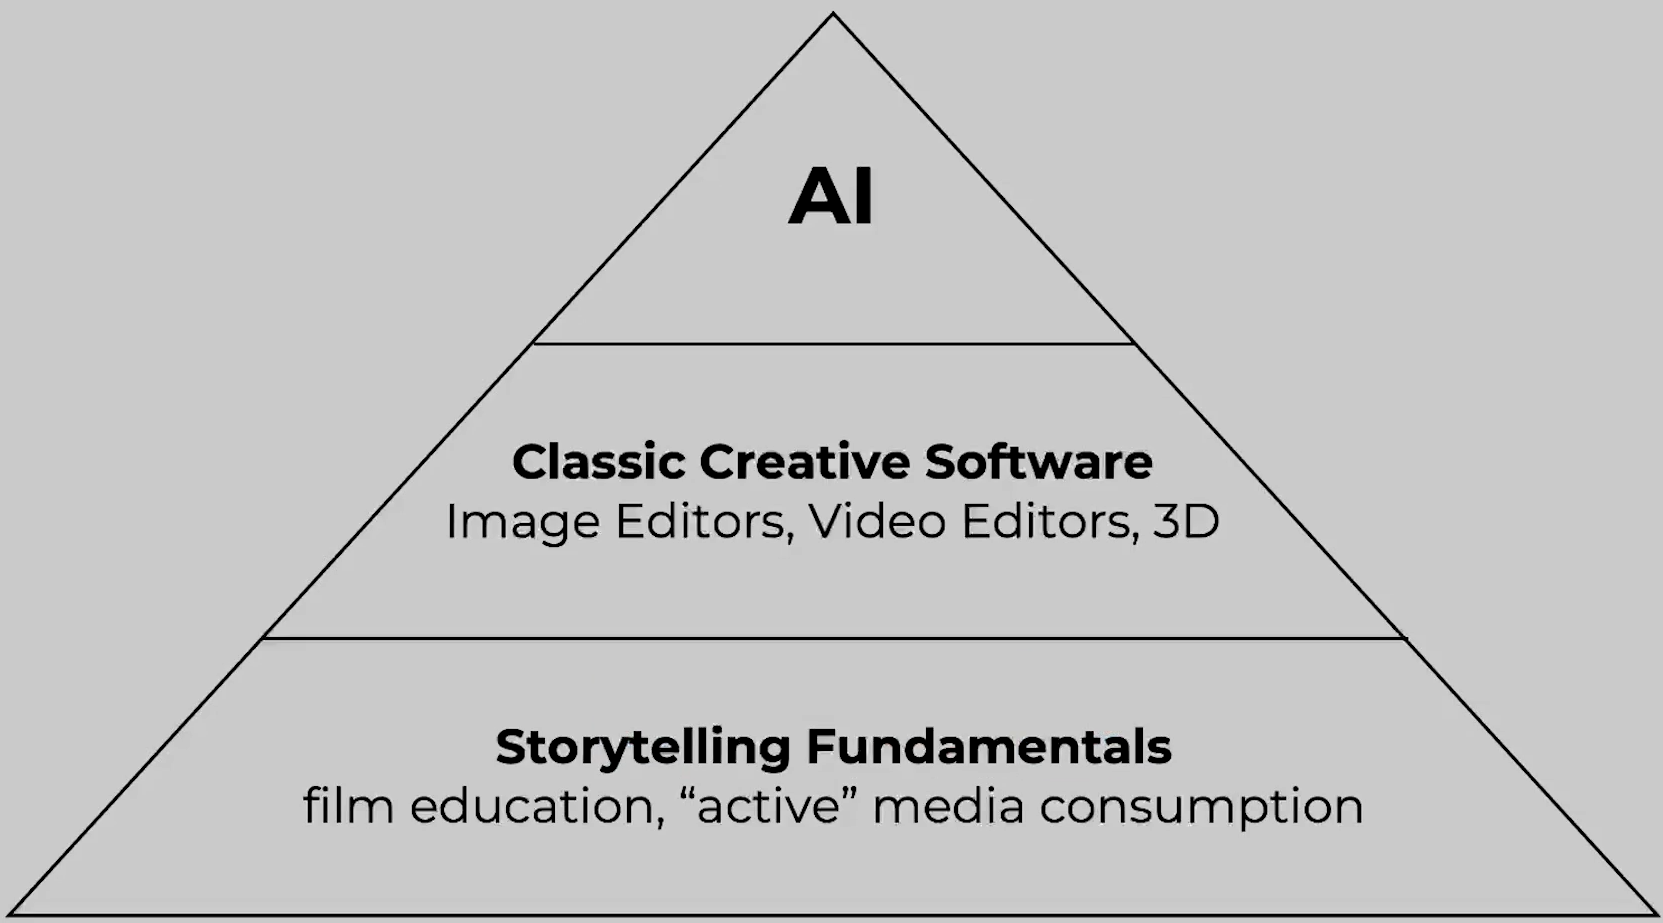 AI
Classic Creative Software
Image Editors, Video Editors, 3D
Storytelling Fundamentals
film education, “active” media consumption